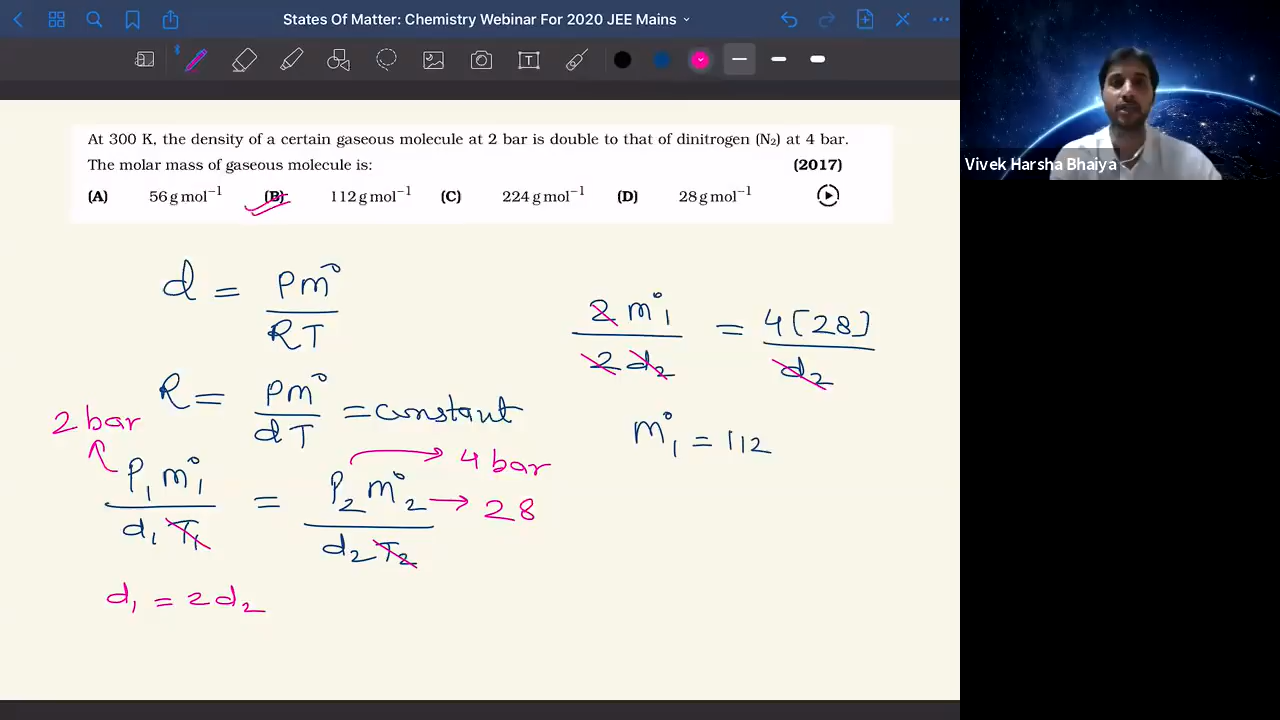 States Of Matter: Chemistry Webinar For 2020 JEE Mains
T
Vivek Harsha Bhaiya
At 300 K, the density of a certain gaseous molecule at 2 bar is double to that of dinitrogen (N₂) at 4 bar.
The molar mass of gaseous molecule is: (2017)
(A) 56 g mol⁻¹ (B) 112 g mol⁻¹ (C) 224 g mol⁻¹ (D) 28 g mol⁻¹
d = PM° / RT
R = PM° / dT = constant
2 bar
P₁M°₁ / d₁T₁ = P₂M°₂ / d₂T₂
→ 4 bar
→ 28
d₁ = 2d₂
2M°₁ / 2d₂ = 4[28] / d₂
M°₁ = 112